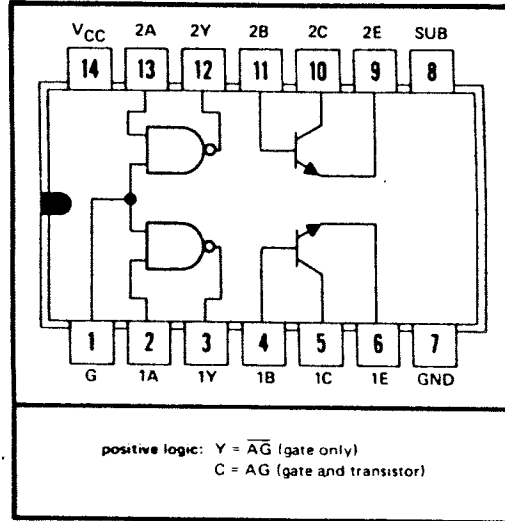 VCC 2A 2Y 2B 2C 2E SUB
14 13 12 11 10 9 8
1 2 3 4 5 6 7
G 1A 1Y 1B 1C 1E GND
positive logic: Y = A̅G̅ (gate only)
C = AG (gate and transistor)